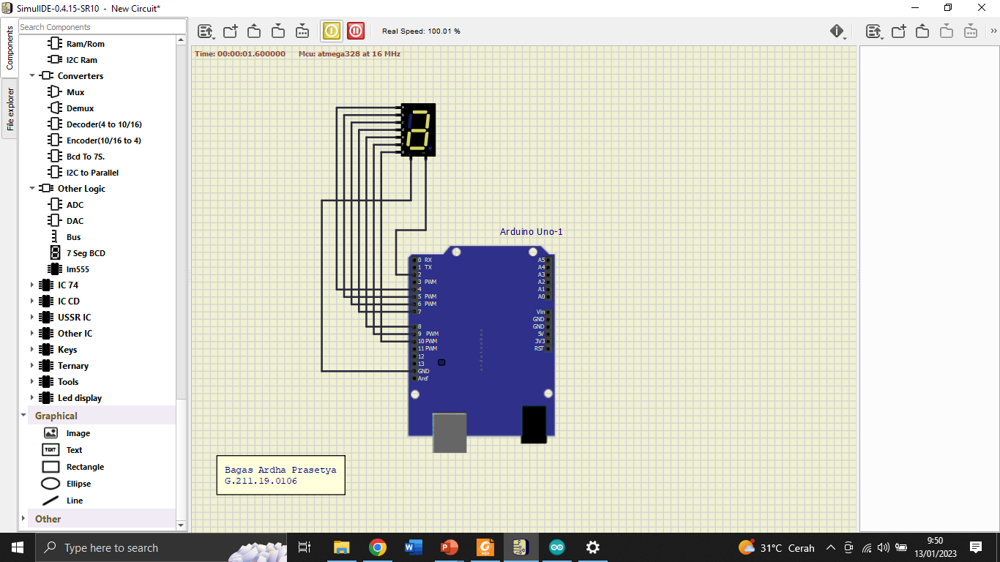 SimulIDE-0.4.15-SR10 - New Circuit*
Components
File explorer
Search Components
Ram/Rom
I2C Ram
Converters
Mux
Demux
Decoder(4 to 10/16)
Encoder(10/16 to 4)
Bcd To 7S.
I2C to Parallel
Other Logic
ADC
DAC
Bus
7 Seg BCD
lm555
IC 74
IC CD
USSR IC
Other IC
Keys
Ternary
Tools
Led display
Graphical
Image
TEXT Text
Rectangle
Ellipse
Line
Other
Real Speed: 100.01 %
»
Time: 00:00:01.600000 Mcu: atmega328 at 16 MHz
a
b
c
d
e
f
g
Arduino Uno-1
0 RX
1 TX
2
3 PWM
4
5 PWM
6 PWM
7
8
9 PWM
10 PWM
11 PWM
12
13
GND
Aref
A5
A4
A3
A2
A1
A0
Vin
GND
GND
5V
3V3
RST
arduinouno
Bagas Ardha Prasetya
G.211.19.0106
Type here to search
PDF
31°C Cerah
9:50
13/01/2023